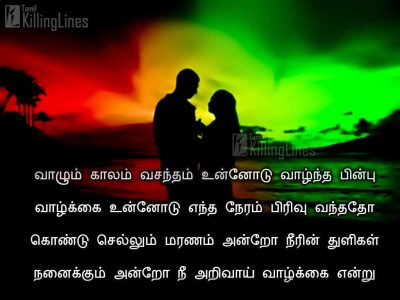 Tamil
KillingLines
Tamil
KillingLines
வாழும் காலம் வசந்தம் உன்னோடு வாழ்ந்த பின்பு
வாழ்க்கை உன்னோடு எந்த நேரம் பிரிவு வந்ததோ
கொண்டு செல்லும் மரணம் அன்றோ நீரின் துளிகள்
நனைக்கும் அன்றோ நீ அறிவாய் வாழ்க்கை என்று